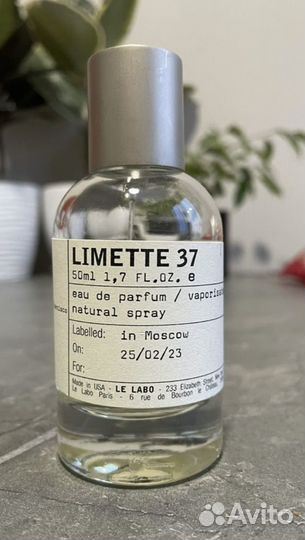 LIMETTE 37
50ml 1,7 FL.OZ. e
eau de parfum / vaporisa
natural spray
Labelled: in Moscow
On: 25/02/23
For:
Made in USA - LE LABO - 233 Elizabeth Street, New
Le Labo Paris - 6 rue de Bourbon le Château,
Avito